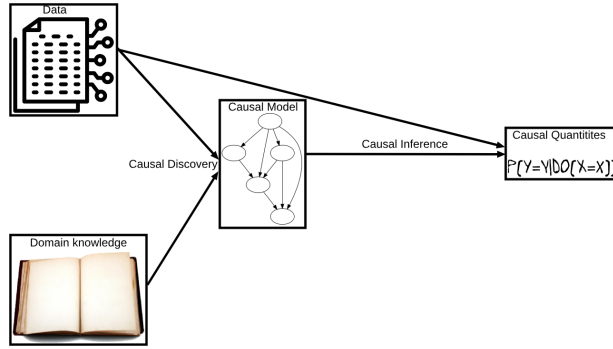 Data
Causal Model
Causal Inference
Causal Quantitites
P(Y=Y|DO(X=X))
Causal Discovery
Domain knowledge